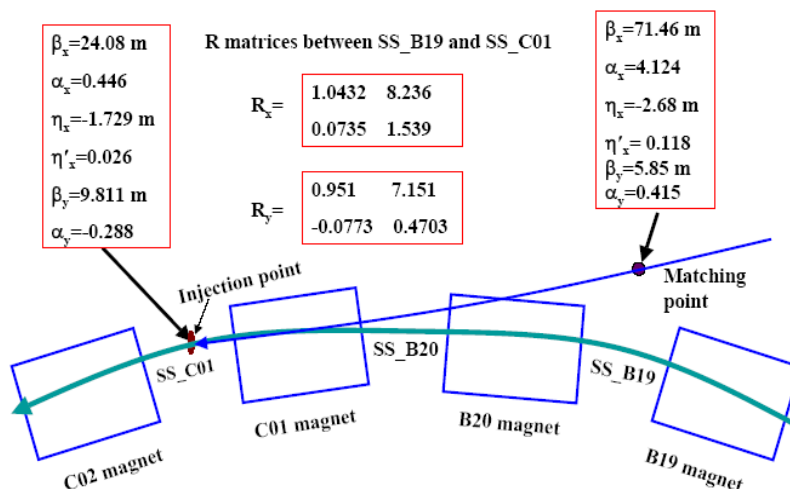 βx=24.08 m
αx=0.446
ηx=-1.729 m
η′x=0.026
βy=9.811 m
αy=-0.288
R matrices between SS_B19 and SS_C01
Rx=
1.0432 8.236
0.0735 1.539
Ry=
0.951 7.151
-0.0773 0.4703
βx=71.46 m
αx=4.124
ηx=-2.68 m
η′x= 0.118
βy=5.85 m
αy=0.415
Injection point
Matching
point
SS_C01
SS_B20
SS_B19
C02 magnet
C01 magnet
B20 magnet
B19 magnet